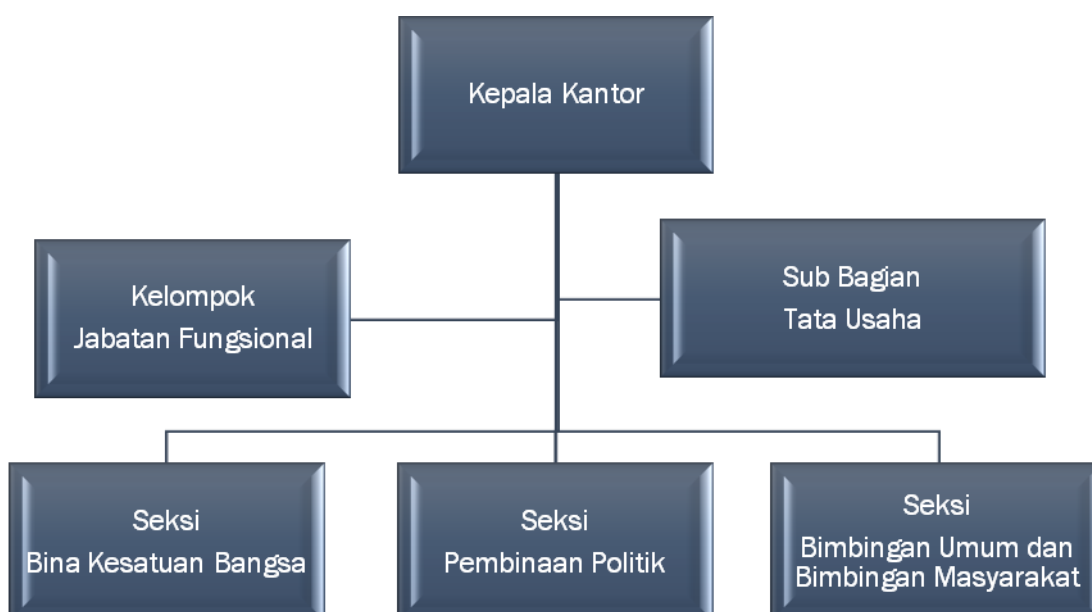 Kepala Kantor
Kelompok
Jabatan Fungsional
Sub Bagian
Tata Usaha
Seksi
Bina Kesatuan Bangsa
Seksi
Pembinaan Politik
Seksi
Bimbingan Umum dan
Bimbingan Masyarakat